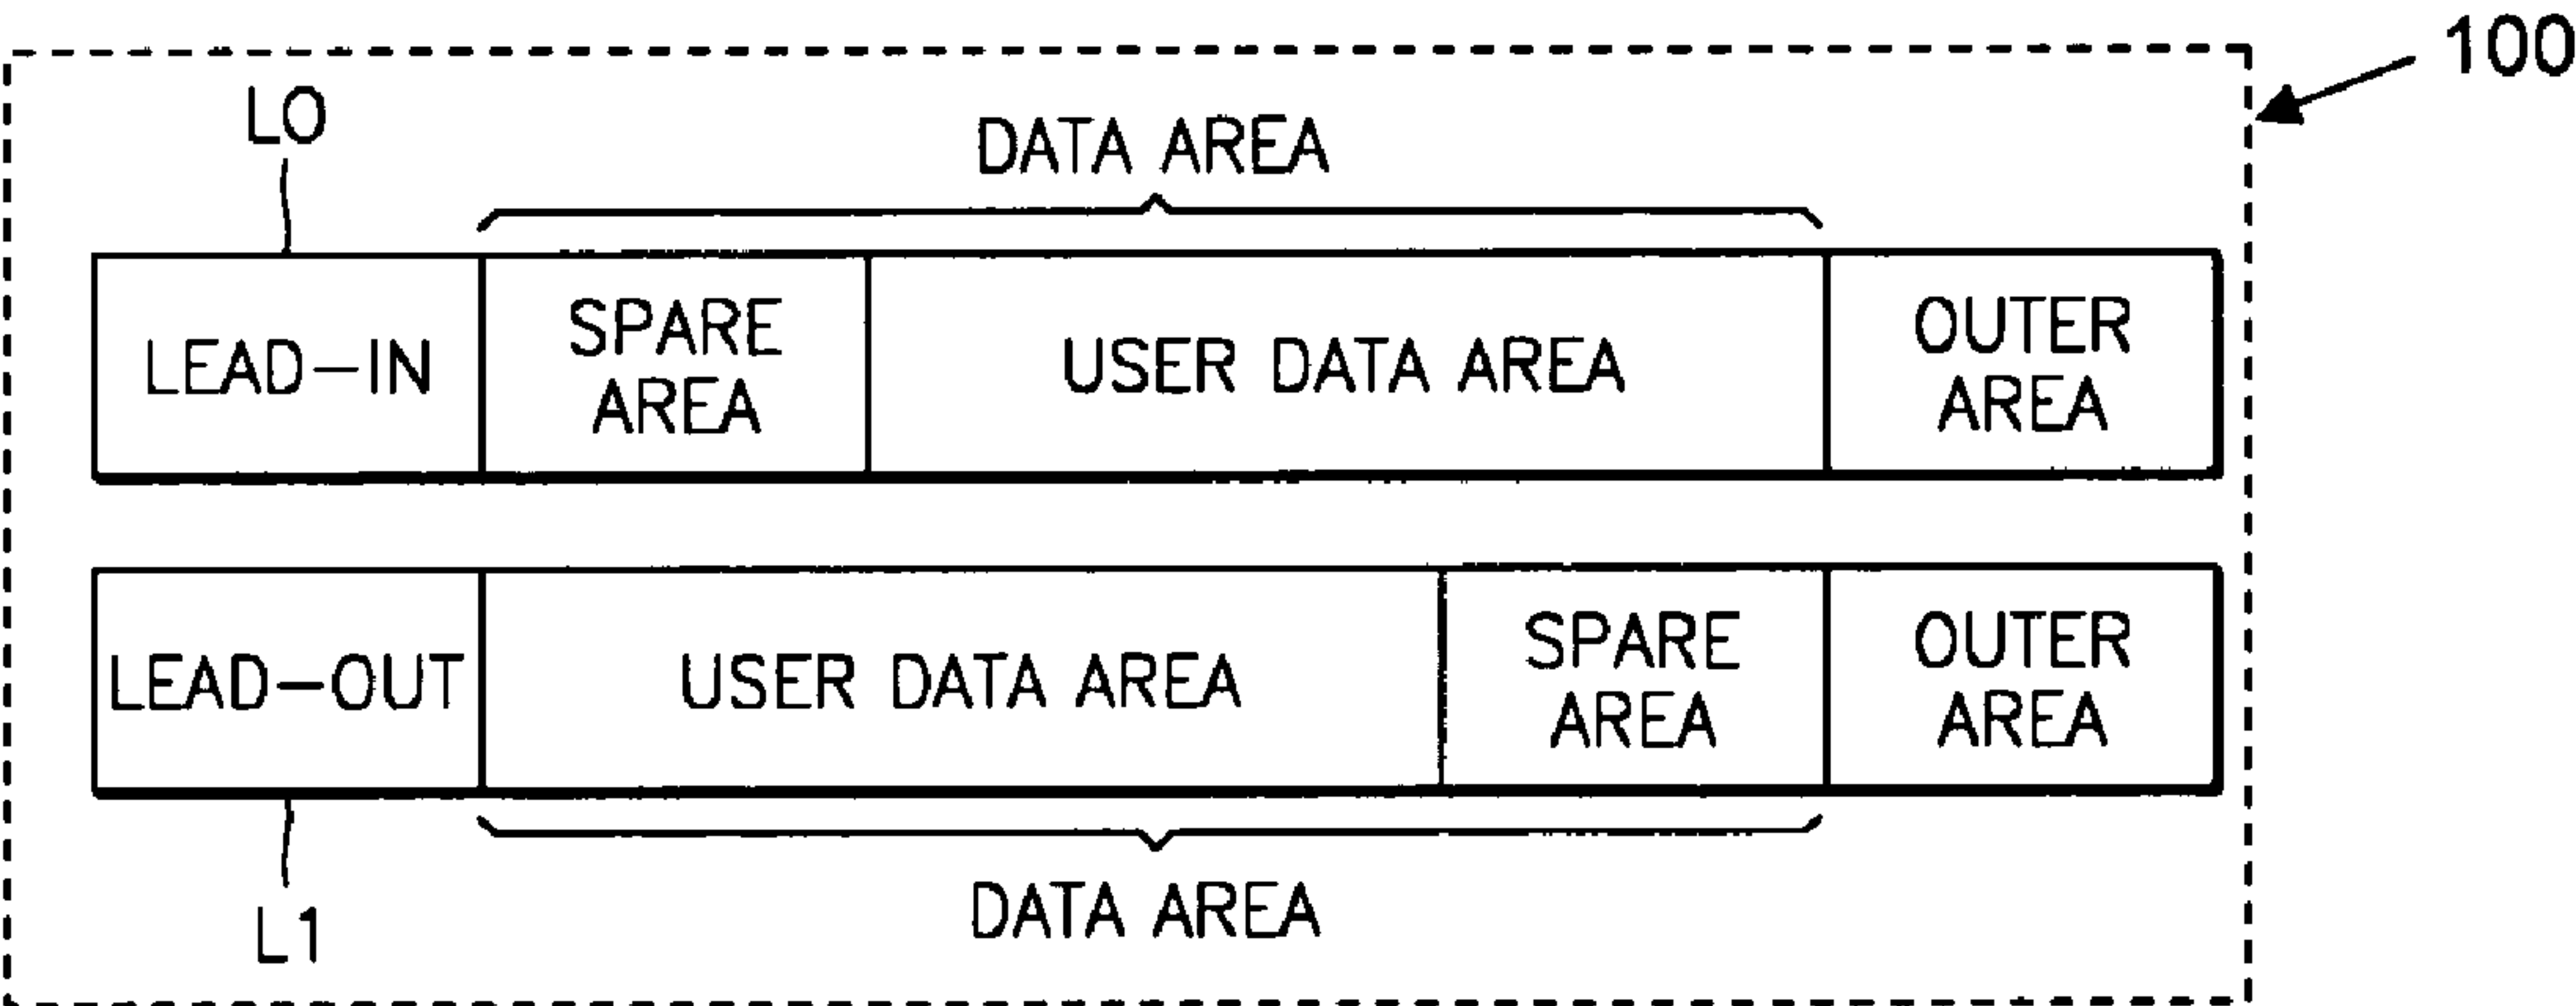 100
L0
DATA AREA
LEAD-IN
SPARE
AREA
USER DATA AREA
OUTER
AREA
LEAD-OUT
USER DATA AREA
SPARE
AREA
OUTER
AREA
DATA AREA
L1